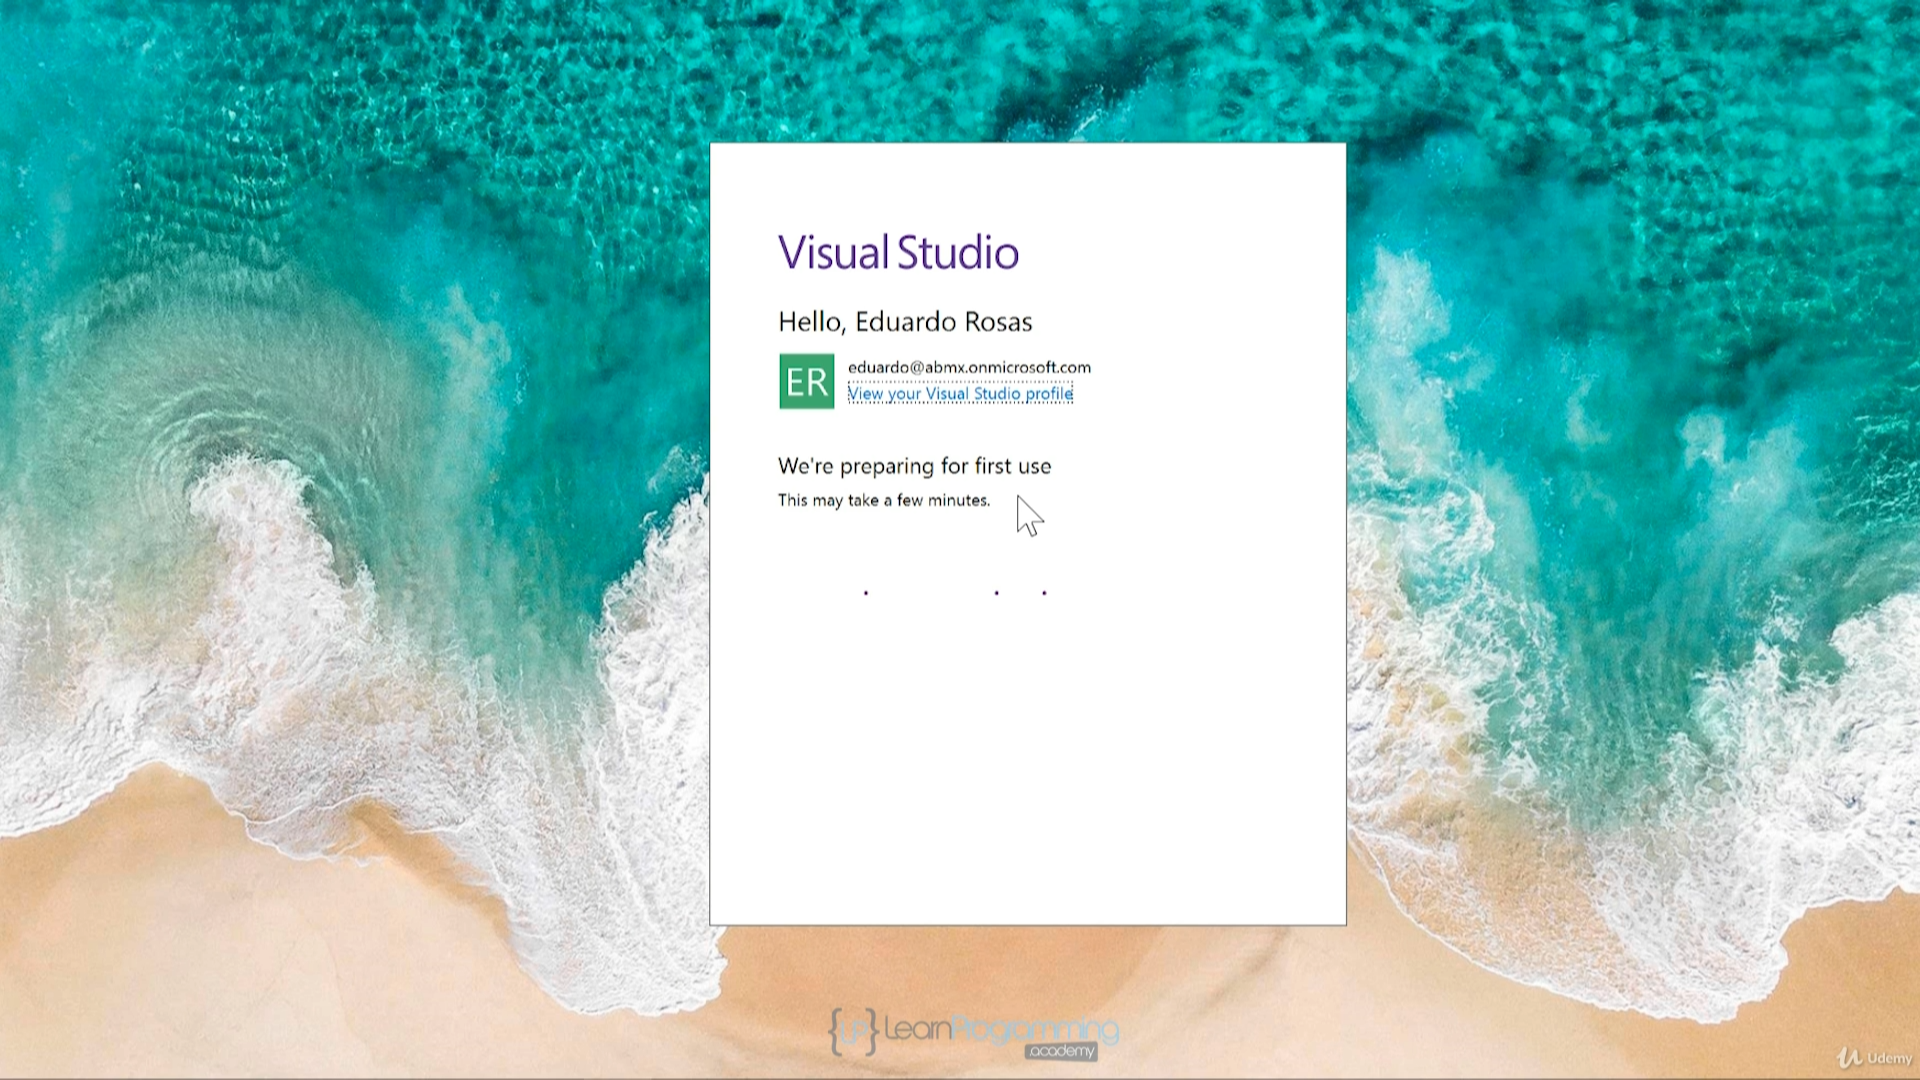 Visual Studio
Hello, Eduardo Rosas
ER
eduardo@abmx.onmicrosoft.com
View your Visual Studio profile
We're preparing for first use
This may take a few minutes.
{LP} LearnProgramming
.academy
Udemy